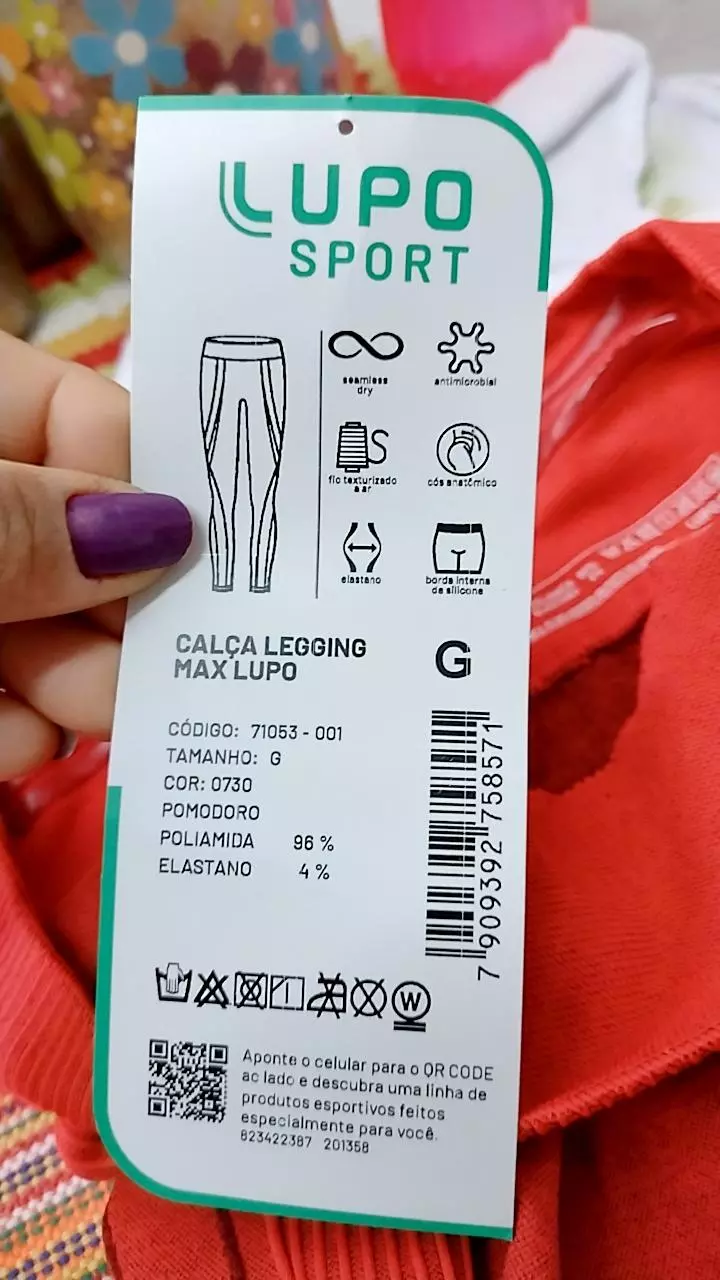 LUPO
SPORT
seamless
dry
antimicrobial
fio texturizado
a ar
cós anatômico
elastano
borda interna
de silicone
CALÇA LEGGING
MAX LUPO
G
CÓDIGO: 71053 - 001
TAMANHO: G
COR: 0730
POMODORO
POLIAMIDA 96 %
ELASTANO 4 %
7 909392 758571
W
Aponte o celular para o QR CODE
ao lado e descubra uma linha de
produtos esportivos feitos
especialmente para você.
823422387 201358